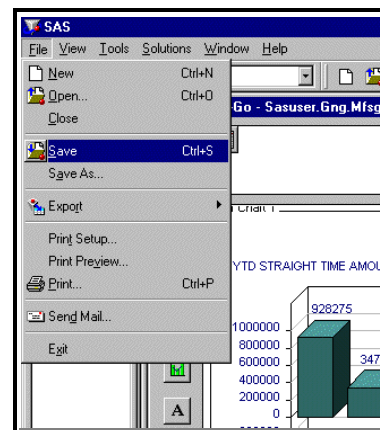 SAS
File View Tools Solutions Window Help
New Ctrl+N
Open... Ctrl+O
Close
Save Ctrl+S
Save As...
Export
Print Setup...
Print Preview...
Print... Ctrl+P
Send Mail...
Exit
Go - Sasuser.Gng.Mfsg
Chart 1
YTD STRAIGHT TIME AMOU
928275
347
1000000
800000
600000
400000
200000
0
A